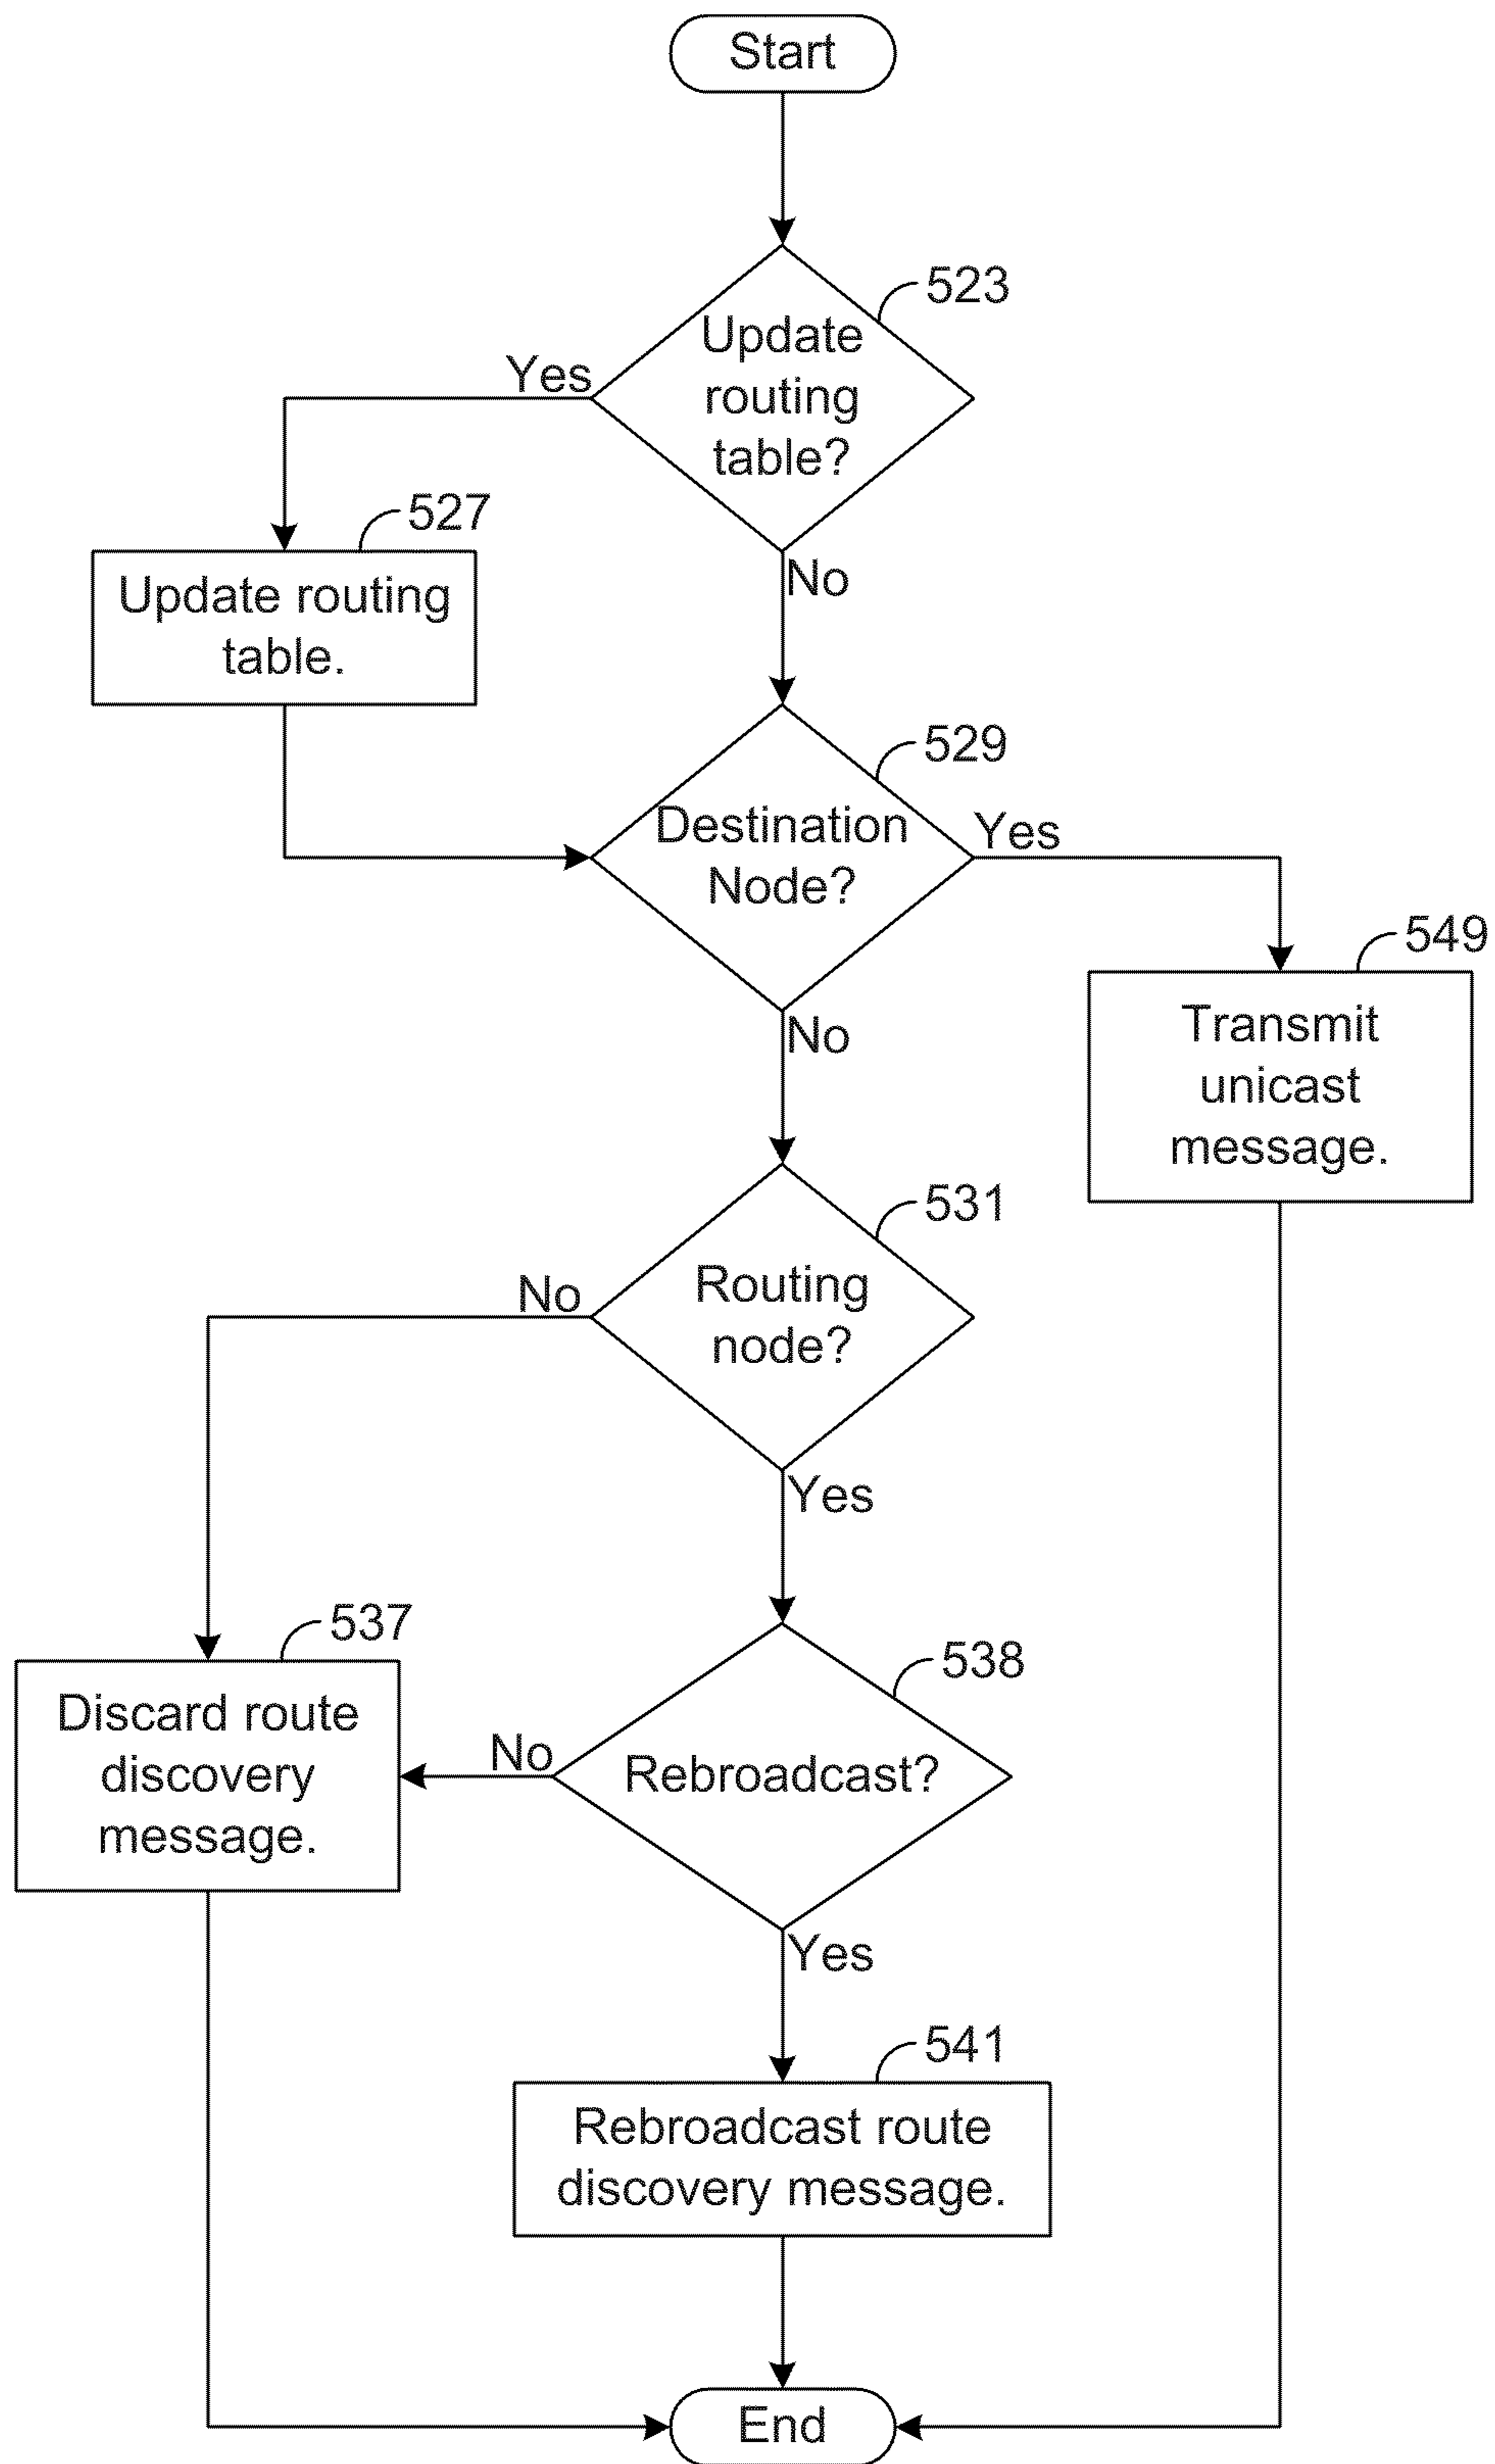 Start
523
Update
routing
table?
Yes
No
527
Update routing
table.
529
Destination
Node?
Yes
No
549
Transmit
unicast
message.
531
Routing
node?
No
Yes
537
Discard route
discovery
message.
538
Rebroadcast?
No
Yes
541
Rebroadcast route
discovery message.
End